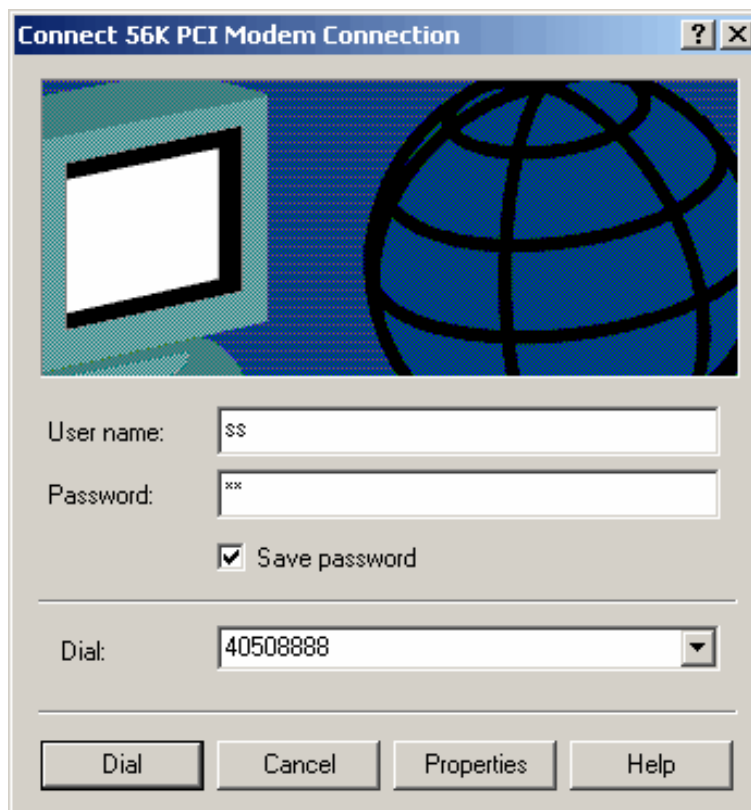 Connect 56K PCI Modem Connection
User name: ss
Password: **
Save password
Dial: 40508888
Dial Cancel Properties Help